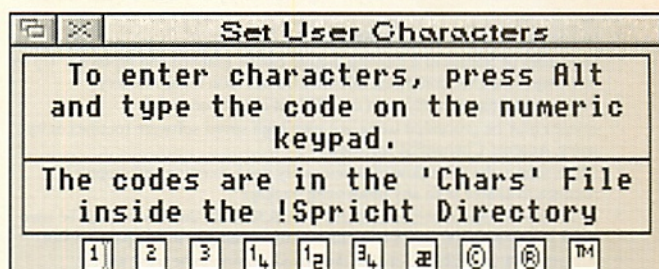 Set User Characters
To enter characters, press Alt
and type the code on the numeric
keypad.
The codes are in the 'Chars' File
inside the !Spricht Directory
1 2 3 ¼ ½ ¾ æ © ® ™